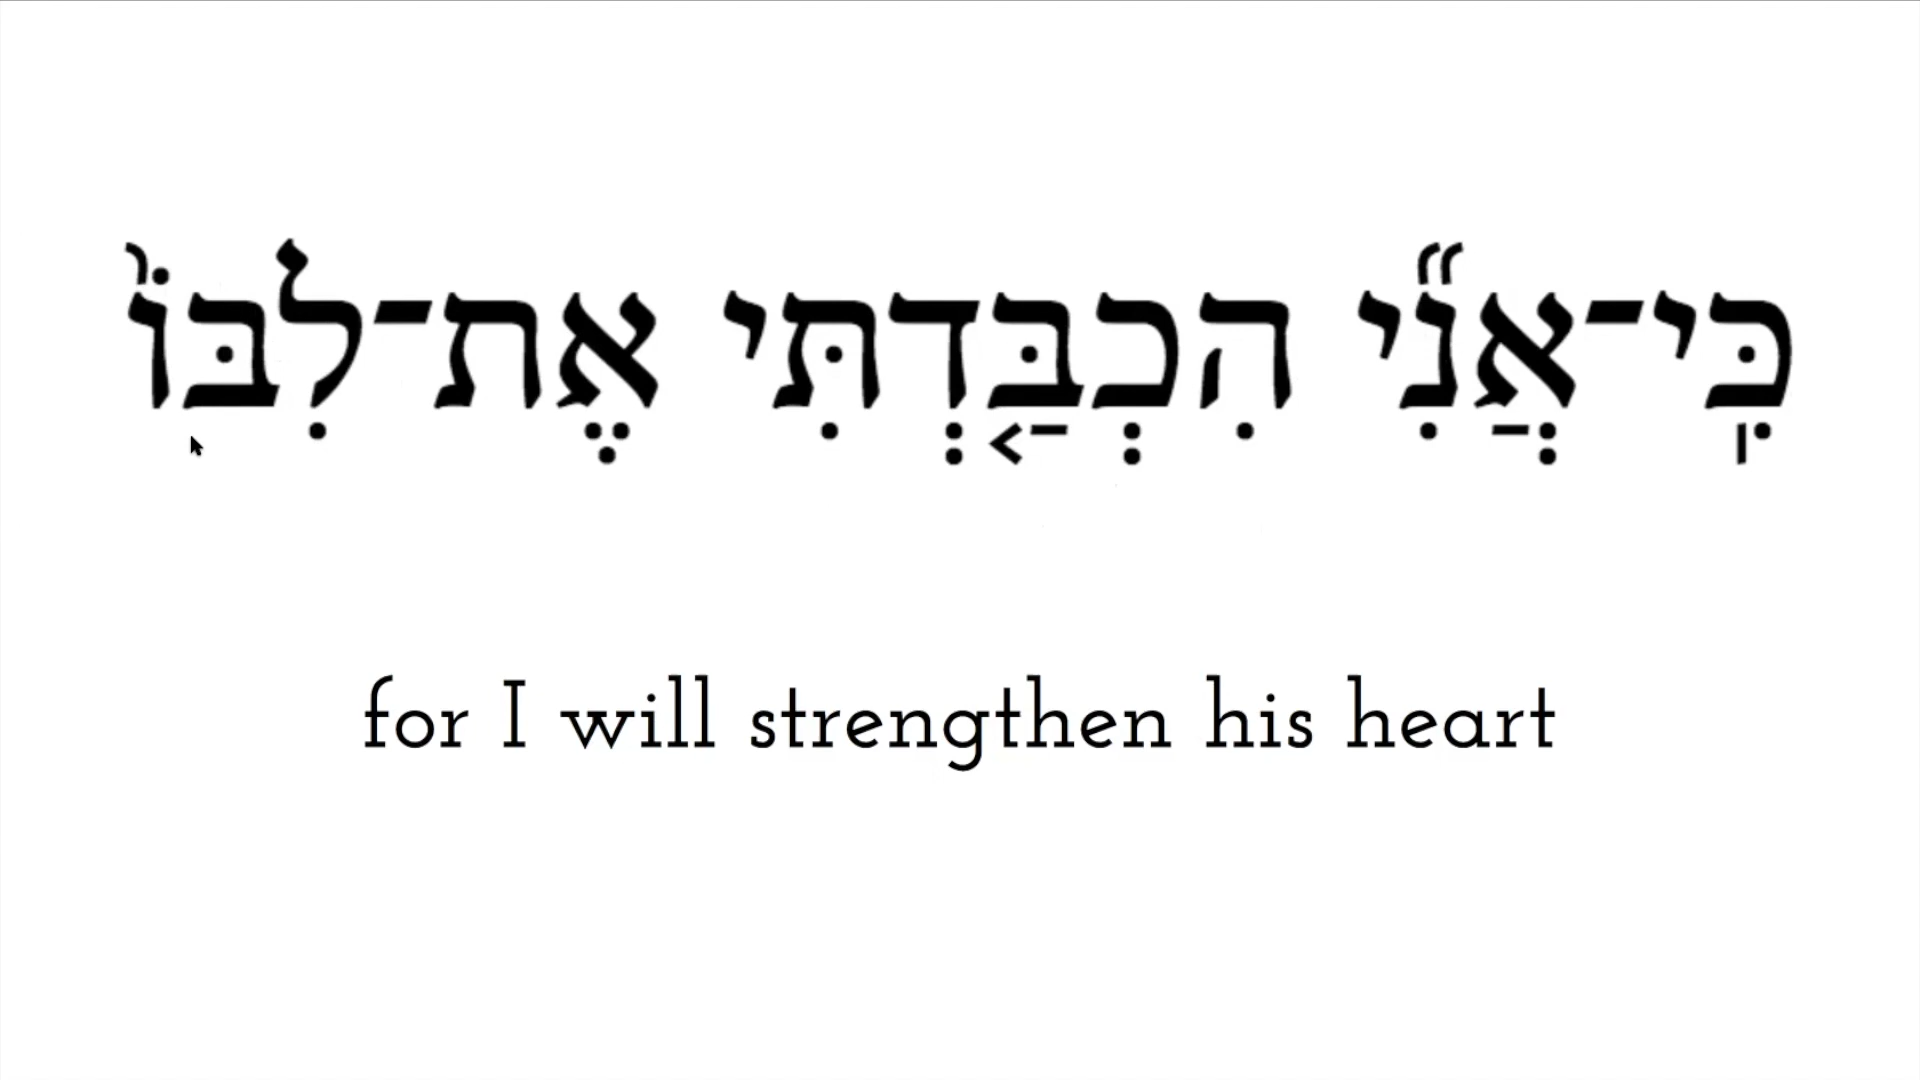 כִּֽי־אֲנִ֞י הִכְבַּ֤דְתִּי אֶת־לִבּוֹ֙
for I will strengthen his heart